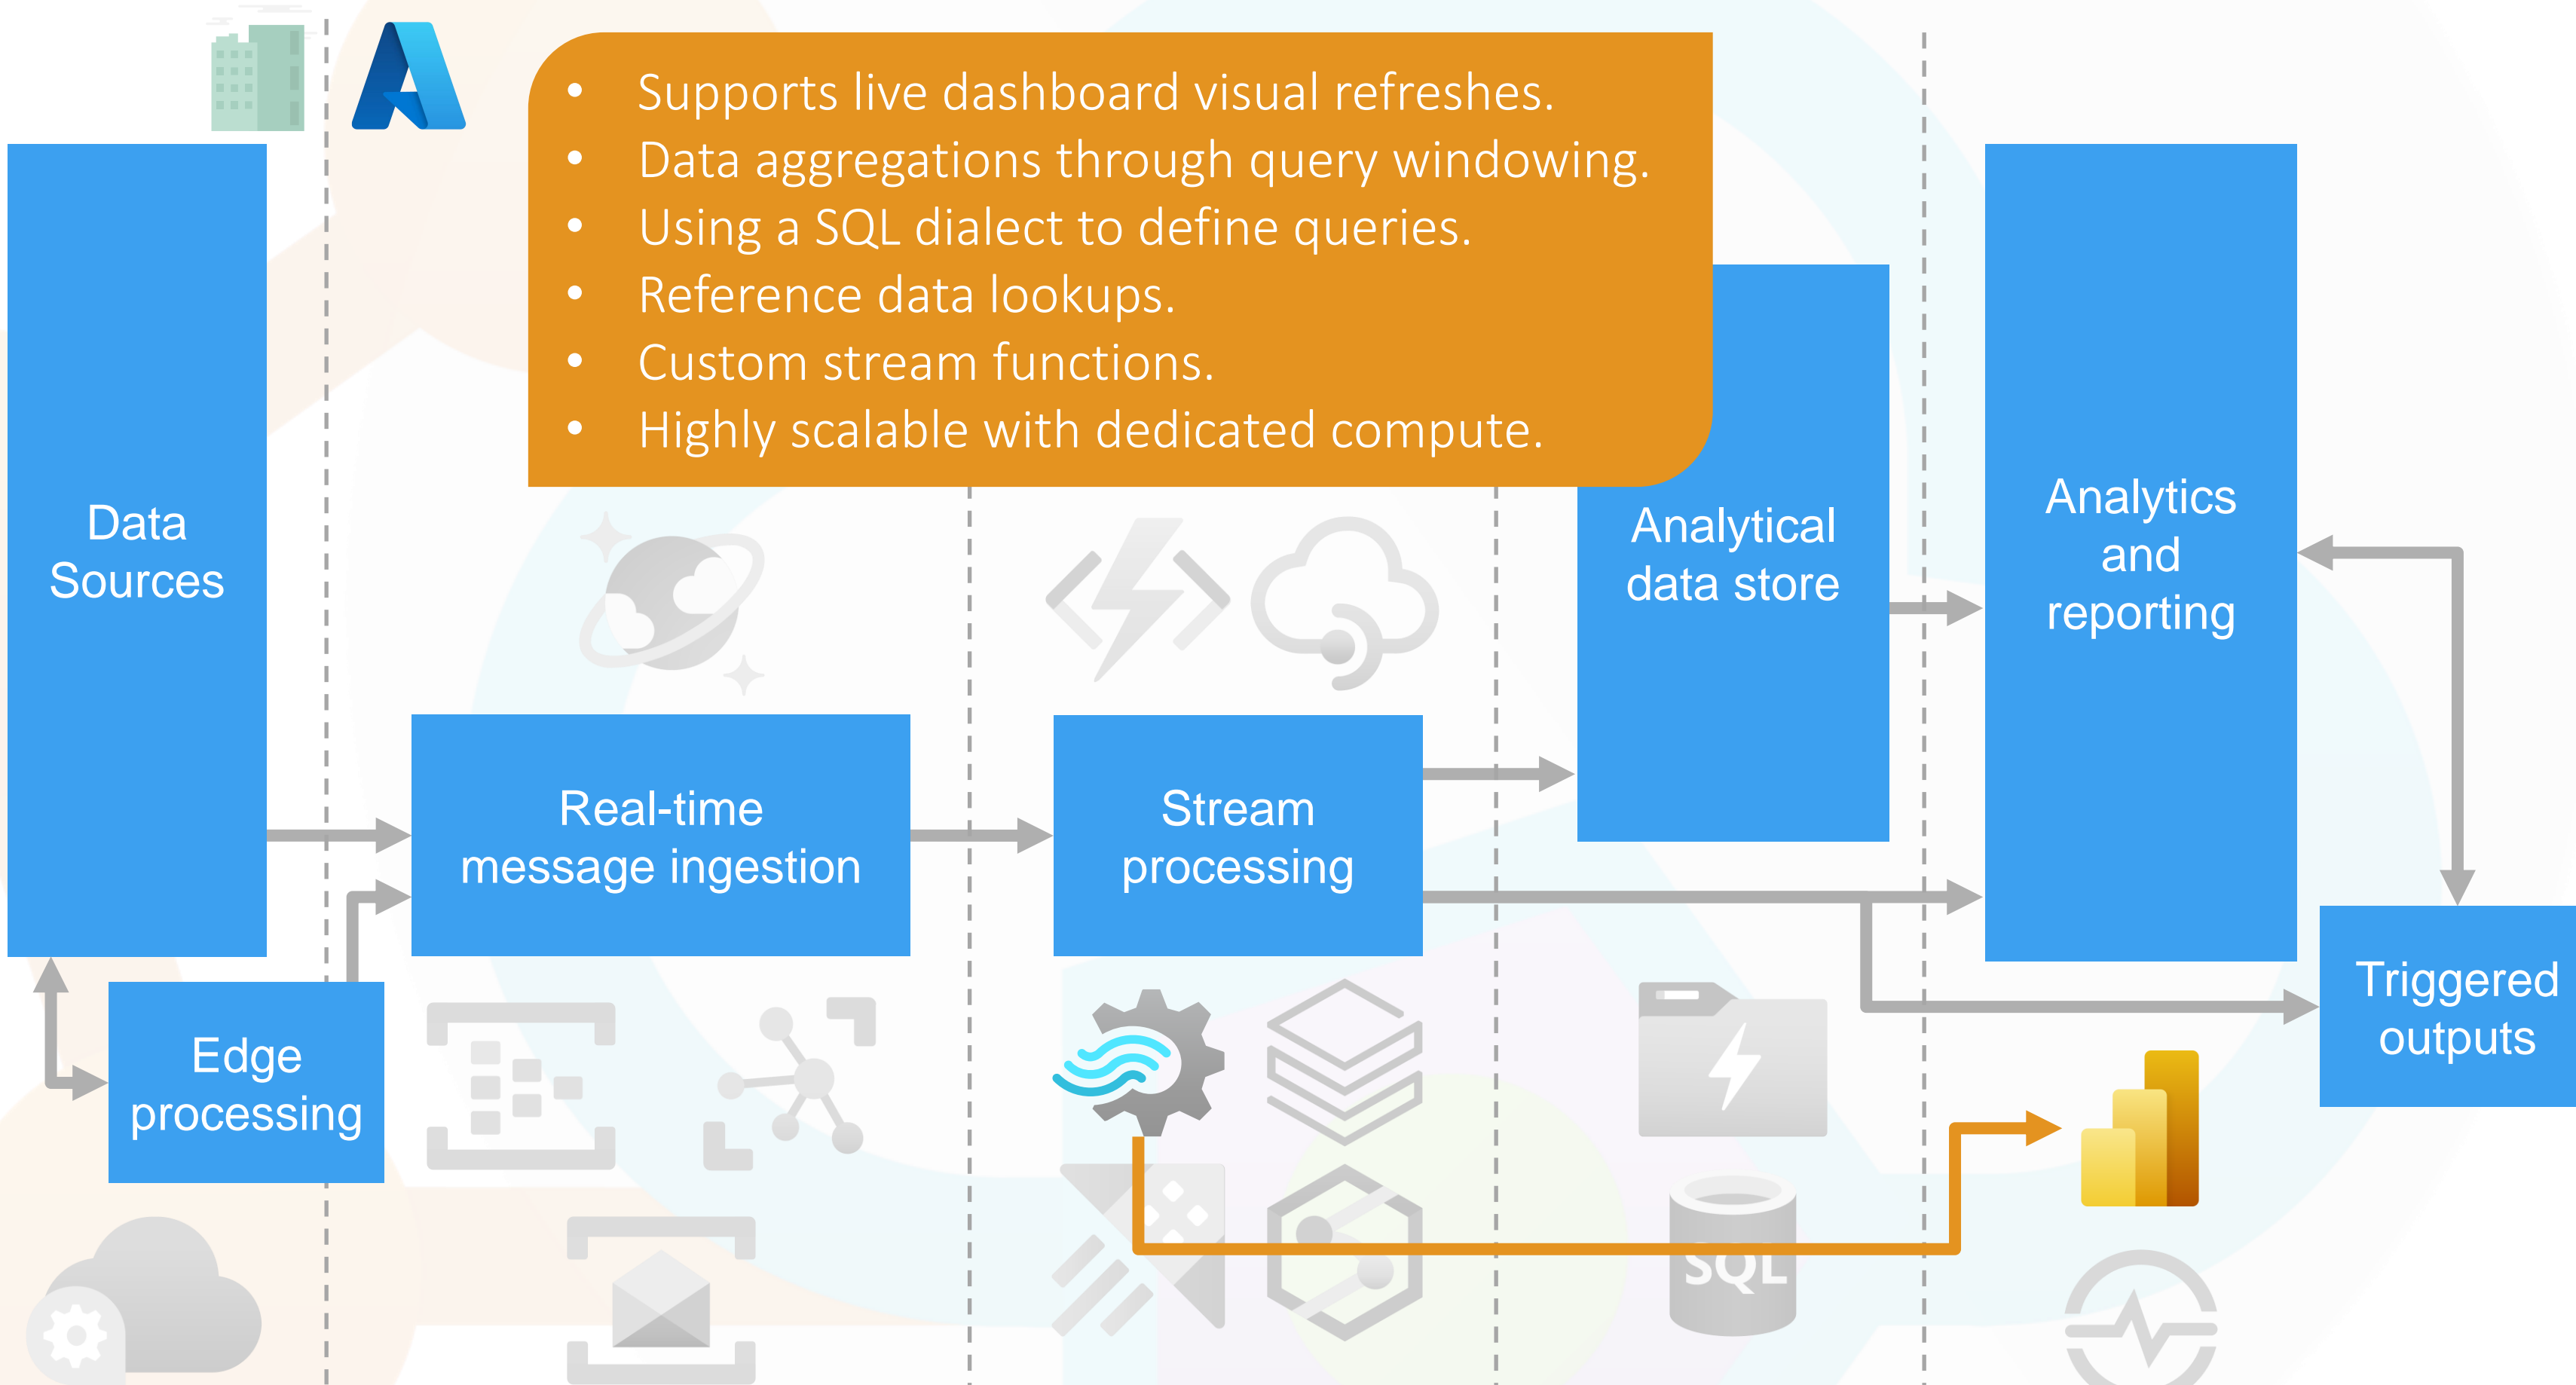 • Supports live dashboard visual refreshes.
• Data aggregations through query windowing.
• Using a SQL dialect to define queries.
• Reference data lookups.
• Custom stream functions.
• Highly scalable with dedicated compute.
Data
Sources
Edge
processing
Real-time
message ingestion
Stream
processing
Analytical
data store
Analytics
and
reporting
Triggered
outputs
SQL